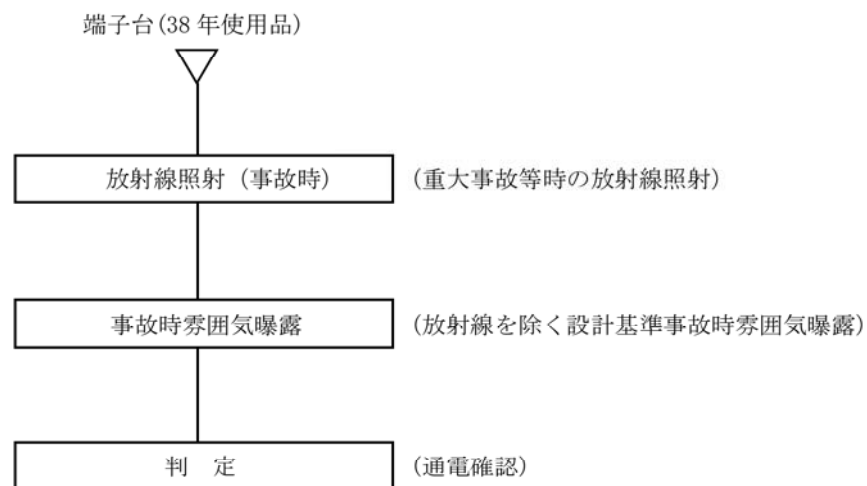 端子台(38 年使用品)
放射線照射（事故時） (重大事故等時の放射線照射)
事故時雰囲気曝露 (放射線を除く設計基準事故時雰囲気曝露)
判　定 (通電確認)